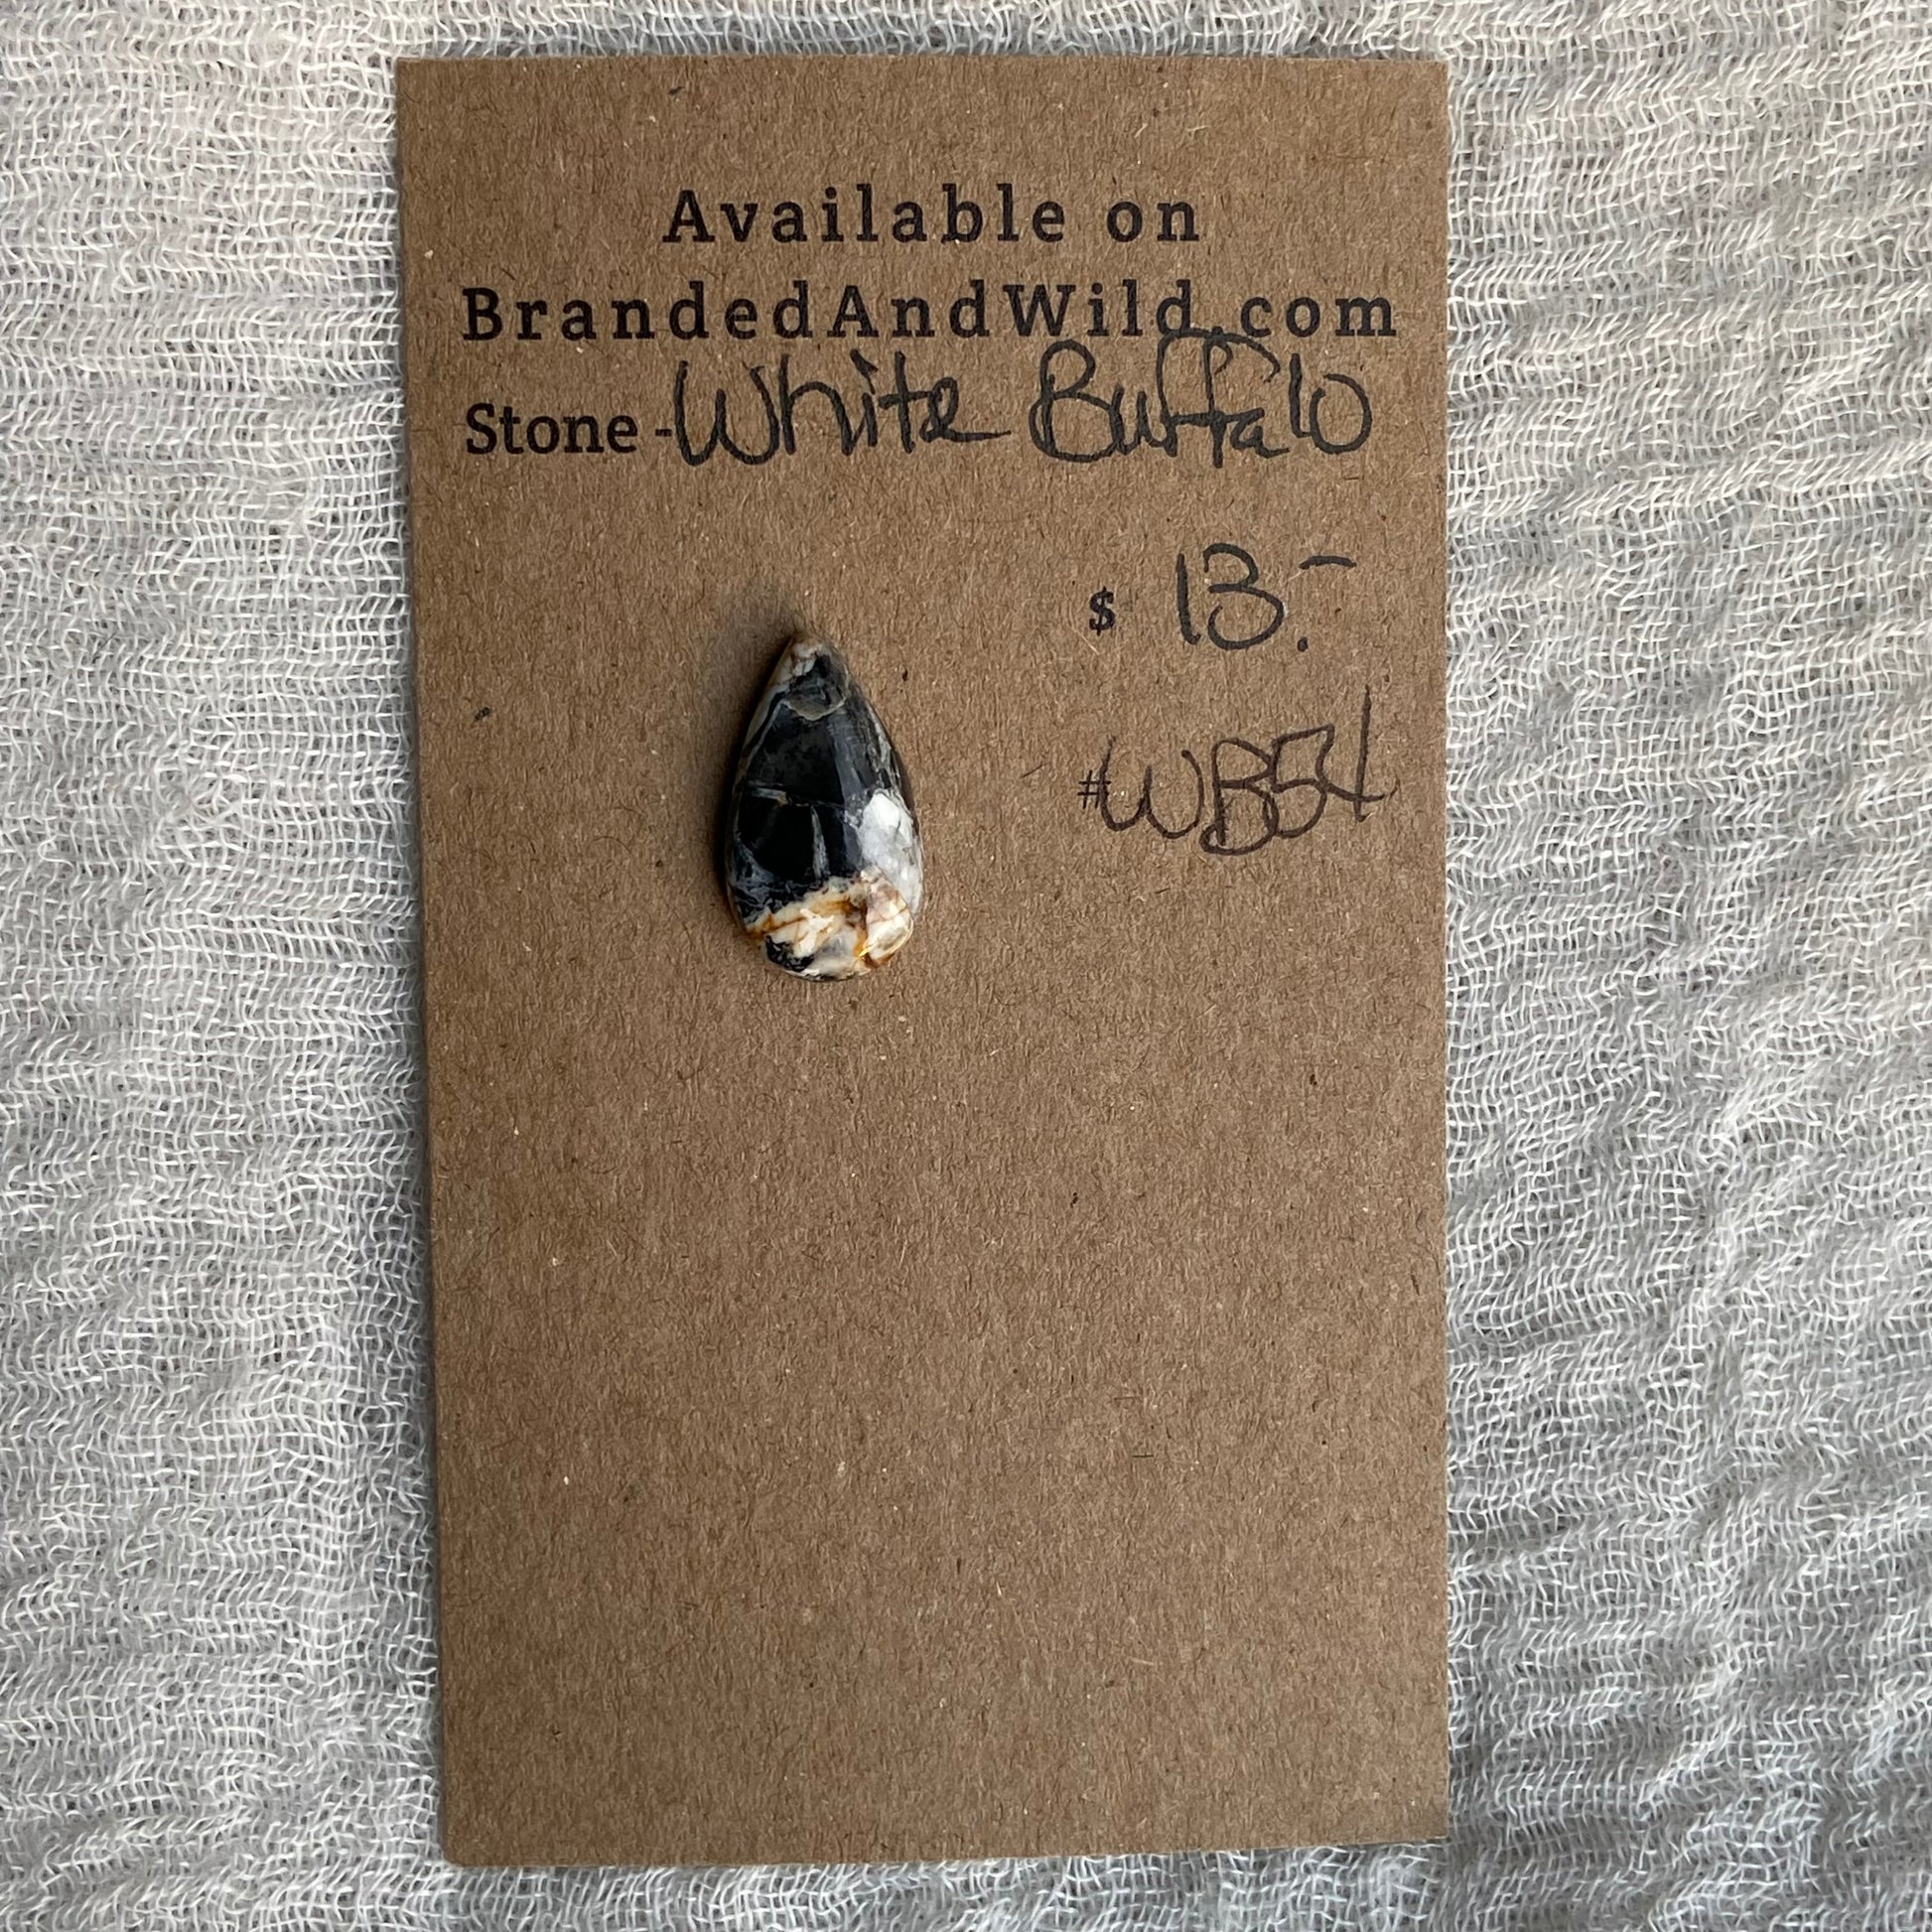 Available on
BrandedAndWild.com
Stone - White Buffalo
$ 13.-
#WB54